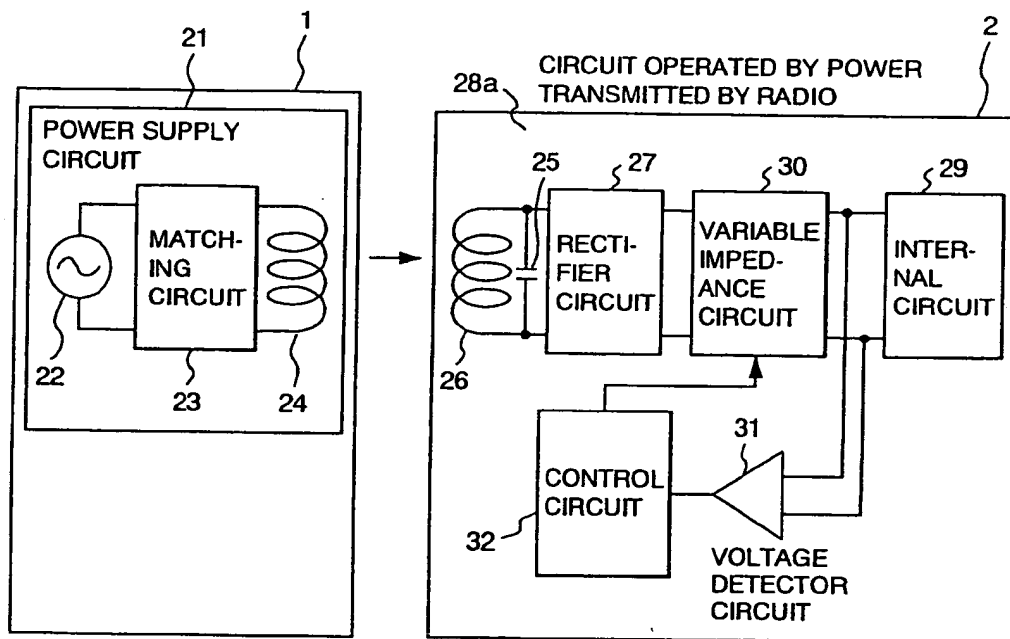 1
21
POWER SUPPLY
CIRCUIT
MATCH-
ING
CIRCUIT
22
23
24
2
CIRCUIT OPERATED BY POWER
TRANSMITTED BY RADIO
28a
25
27
30
29
RECTI-
FIER
CIRCUIT
VARIABLE
IMPED-
ANCE
CIRCUIT
INTER-
NAL
CIRCUIT
26
31
CONTROL
CIRCUIT
32
VOLTAGE
DETECTOR
CIRCUIT